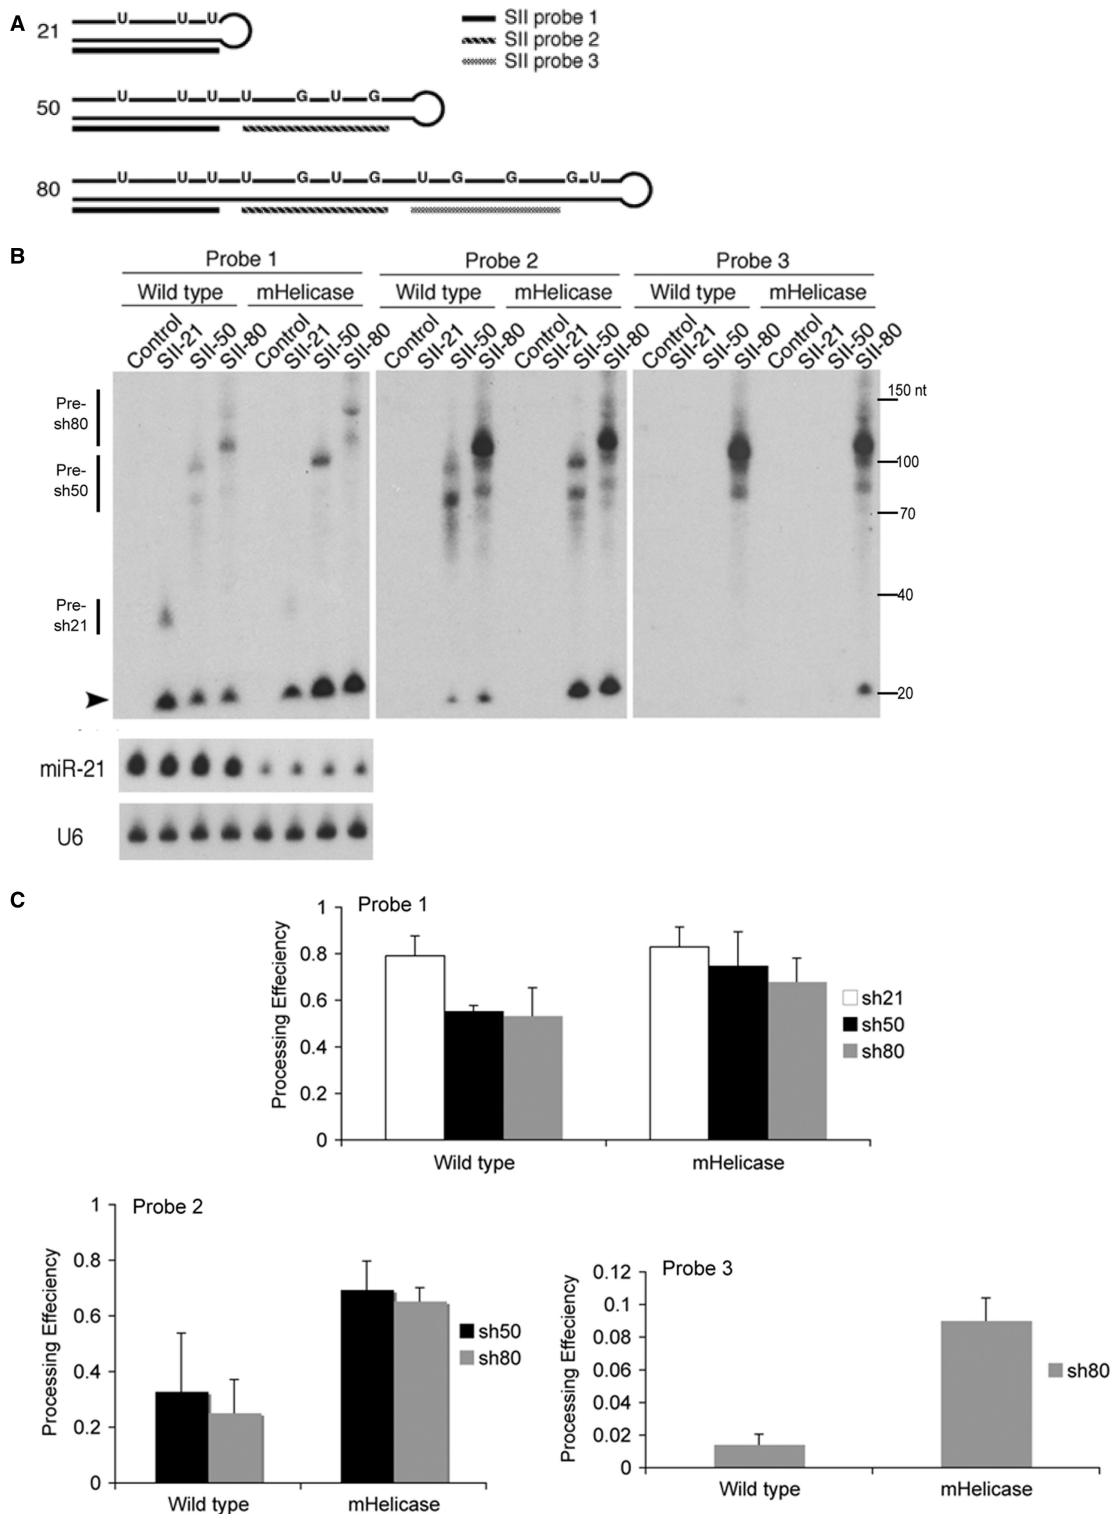 A
21
U U U
SII probe 1
SII probe 2
SII probe 3
50
U U U U G U G
80
U U U U G U G U G G G U
B
Probe 1 Probe 2 Probe 3
Wild type mHelicase Wild type mHelicase Wild type mHelicase
Control SII-21 SII-50 SII-80 Control SII-21 SII-50 SII-80 Control SII-21 SII-50 SII-80 Control SII-21 SII-50 SII-80 Control SII-21 SII-50 SII-80 Control SII-21 SII-50 SII-80
Pre-
sh80
Pre-
sh50
Pre-
sh21
150 nt
100
70
40
20
miR-21
U6
C
Probe 1
Processing Effeciency
1
0.8
0.6
0.4
0.2
0
Wild type mHelicase
sh21
sh50
sh80
Probe 2
Processing Effeciency
1
0.8
0.6
0.4
0.2
0
Wild type mHelicase
sh50
sh80
Probe 3
Processing Effeciency
0.12
0.1
0.08
0.06
0.04
0.02
0
Wild type mHelicase
sh80